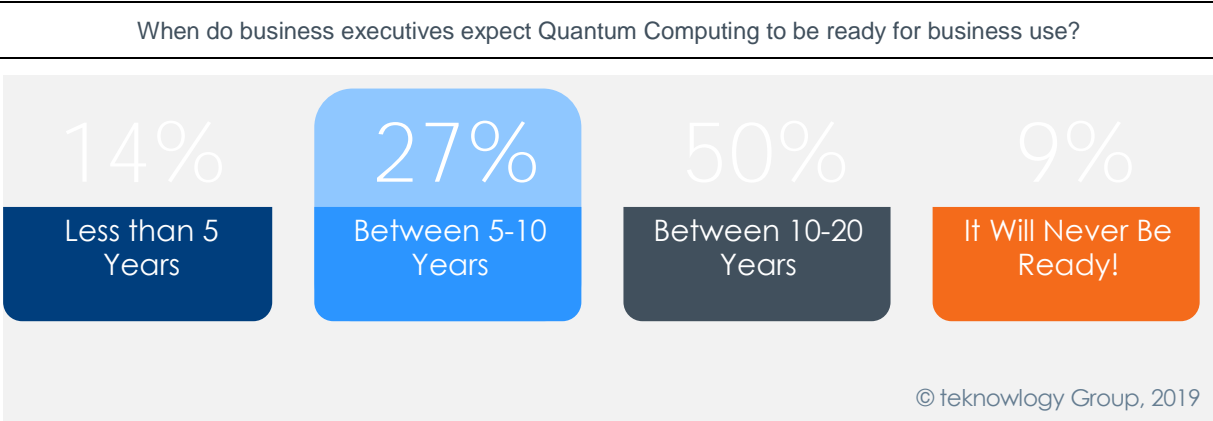 When do business executives expect Quantum Computing to be ready for business use?
14%
27%
50%
9%
Less than 5
Years
Between 5-10
Years
Between 10-20
Years
It Will Never Be
Ready!
© teknowlogy Group, 2019